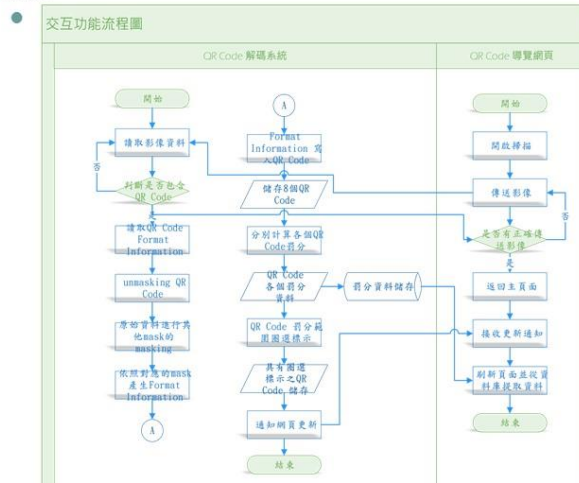 交互功能流程圖
QR Code 解碼系統
QR Code 導覽網頁
開始
讀取影像資料
否
判斷是否包含
QR Code
是
讀取QR Code
Format
Information
unmasking QR
Code
原始資料進行其
他mask的
masking
依照對應的mask
產生Format
Information
A
A
Format
Information 寫
入QR Code
儲存8個QR
Code
分別計算各個QR
Code罰分
QR Code
各個罰分
資料
罰分資料儲存
QR Code 罰分範
圍圈選標示
具有圈選
標示之QR
Code 儲存
通知網頁更新
結束
開始
開啟掃描
傳送影像
否
是否有正確傳
送影像
是
返回主頁面
接收更新通知
刷新頁面並從資
料庫提取資料
結束